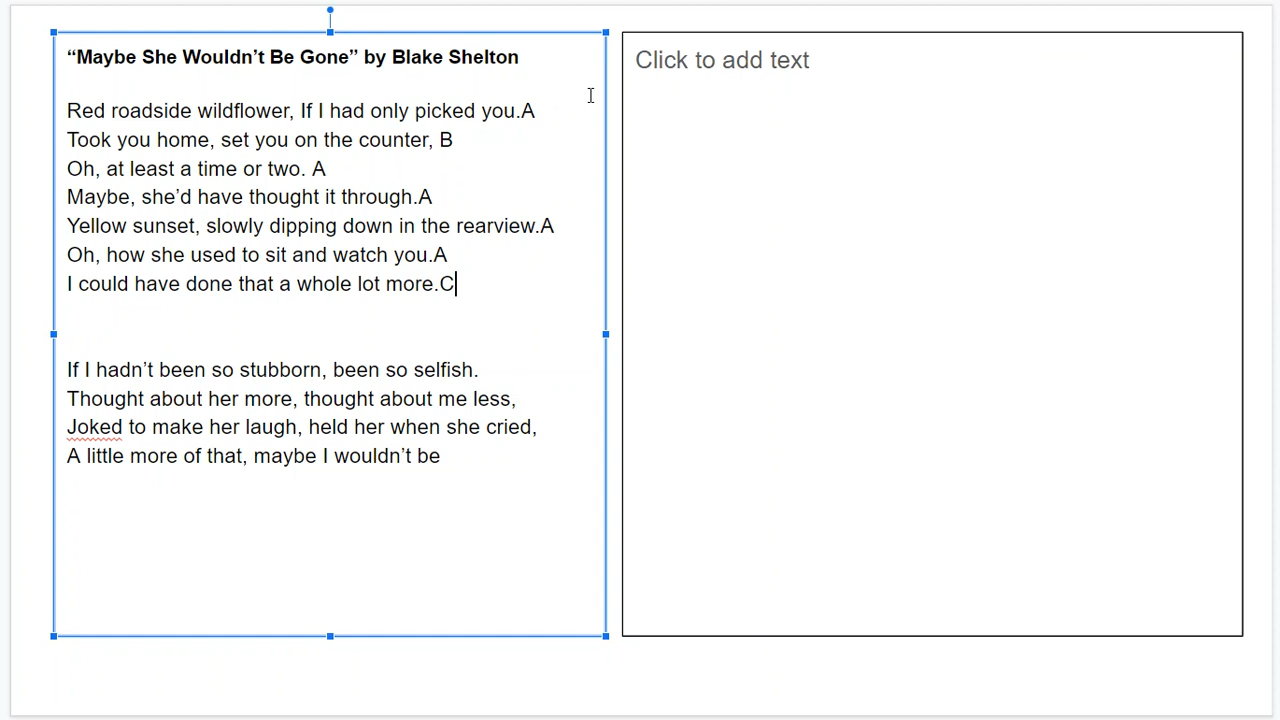 “Maybe She Wouldn’t Be Gone” by Blake Shelton
Red roadside wildflower, If I had only picked you.A
Took you home, set you on the counter, B
Oh, at least a time or two. A
Maybe, she’d have thought it through.A
Yellow sunset, slowly dipping down in the rearview.A
Oh, how she used to sit and watch you.A
I could have done that a whole lot more.C
If I hadn’t been so stubborn, been so selfish.
Thought about her more, thought about me less,
Joked to make her laugh, held her when she cried,
A little more of that, maybe I wouldn’t be
Click to add text